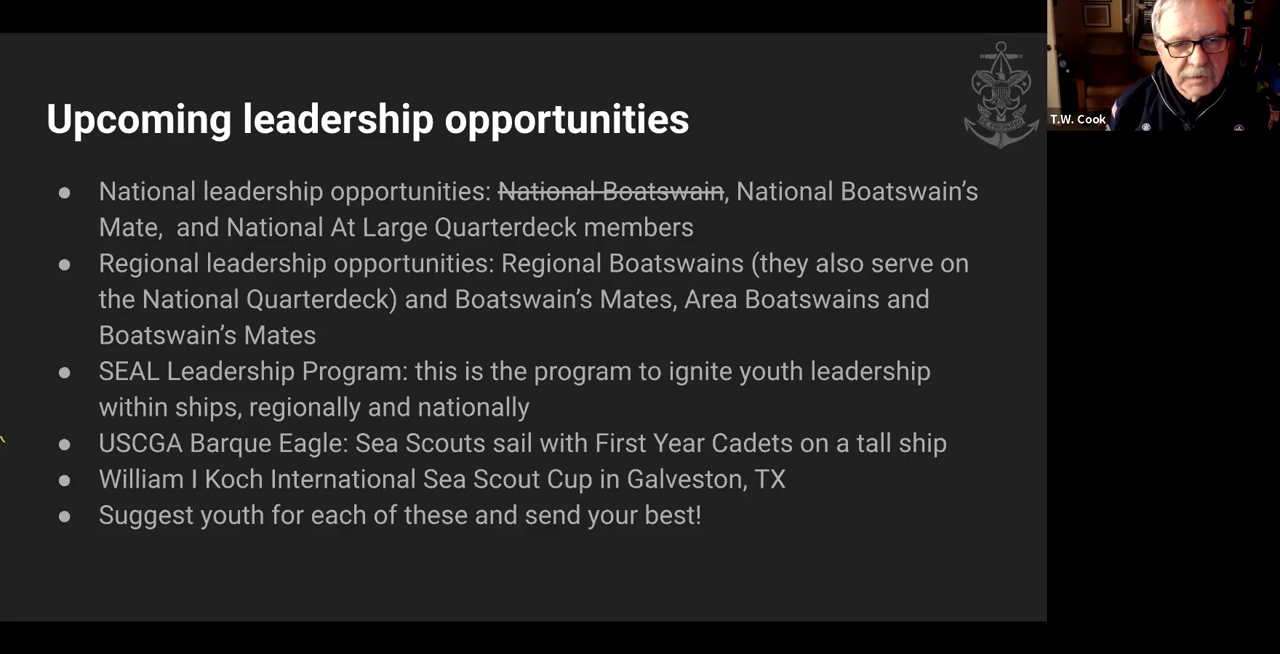 Upcoming leadership opportunities
● National leadership opportunities: National Boatswain, National Boatswain's
Mate,  and National At Large Quarterdeck members
● Regional leadership opportunities: Regional Boatswains (they also serve on
the National Quarterdeck) and Boatswain's Mates, Area Boatswains and
Boatswain's Mates
● SEAL Leadership Program: this is the program to ignite youth leadership
within ships, regionally and nationally
● USCGA Barque Eagle: Sea Scouts sail with First Year Cadets on a tall ship
● William I Koch International Sea Scout Cup in Galveston, TX
● Suggest youth for each of these and send your best!
BE PREPARED
T.W. Cook